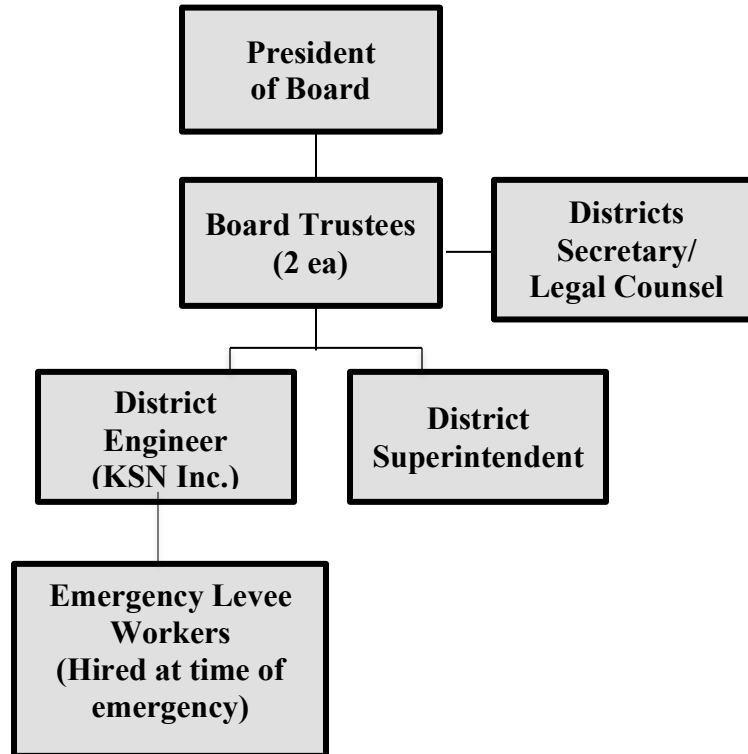 President
of Board
Board Trustees
(2 ea)
Districts
Secretary/
Legal Counsel
District
Engineer
(KSN Inc.)
District
Superintendent
Emergency Levee
Workers
(Hired at time of
emergency)